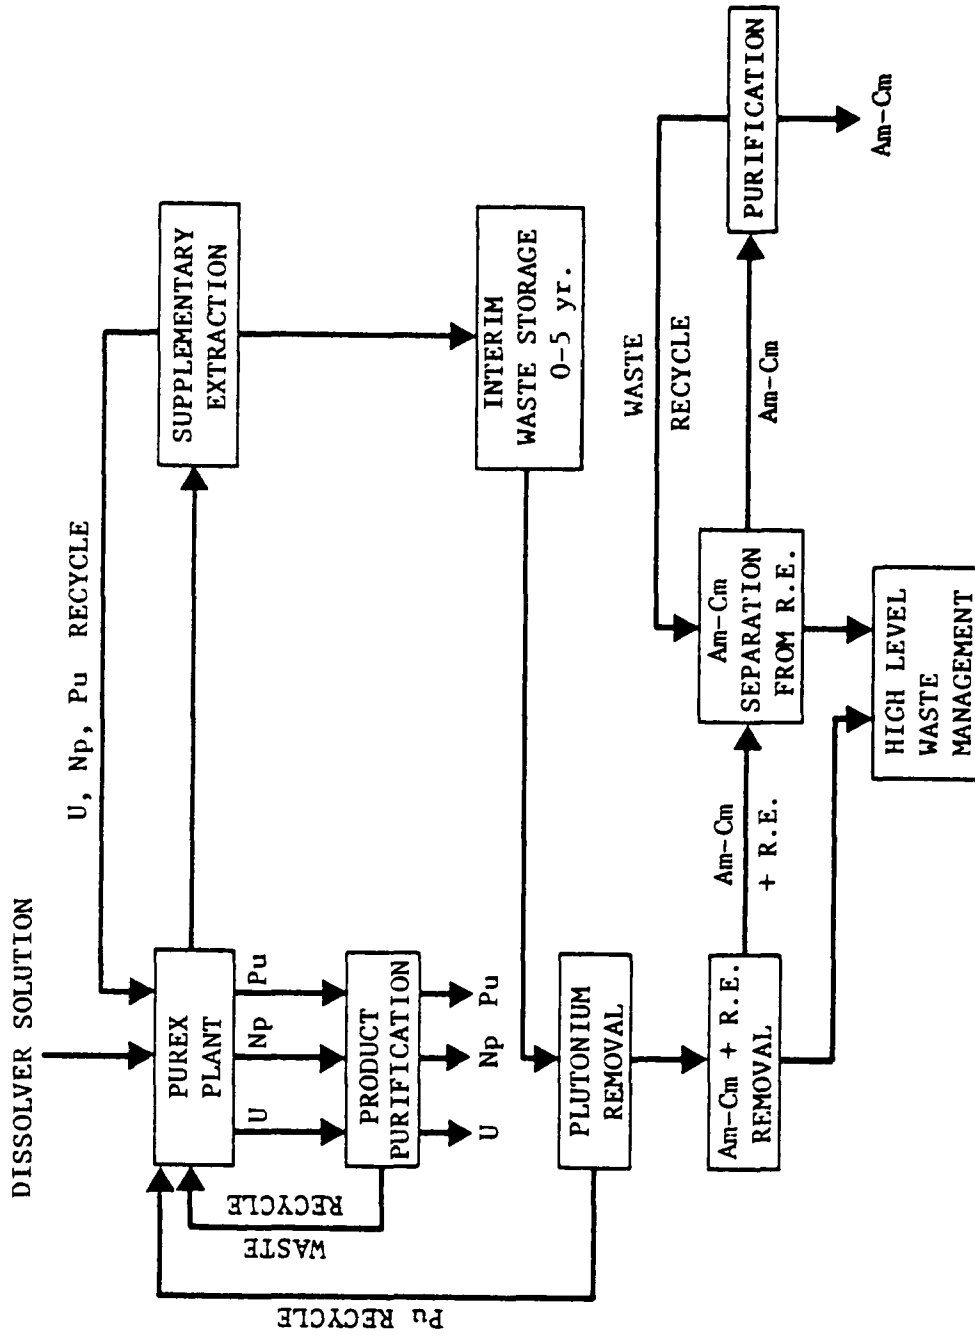 DISSOLVER SOLUTION
U, Np, Pu RECYCLE
PUREX
PLANT
SUPPLEMENTARY
EXTRACTION
U
Np
Pu
WASTE
RECYCLE
PRODUCT
PURIFICATION
U
Np
Pu
INTERIM
WASTE STORAGE
0-5 yr.
Pu RECYCLE
PLUTONIUM
REMOVAL
WASTE
RECYCLE
Am-Cm + R.E.
REMOVAL
Am-Cm
+ R.E.
Am-Cm
SEPARATION
FROM R.E.
Am-Cm
PURIFICATION
Am-Cm
HIGH LEVEL
WASTE
MANAGEMENT